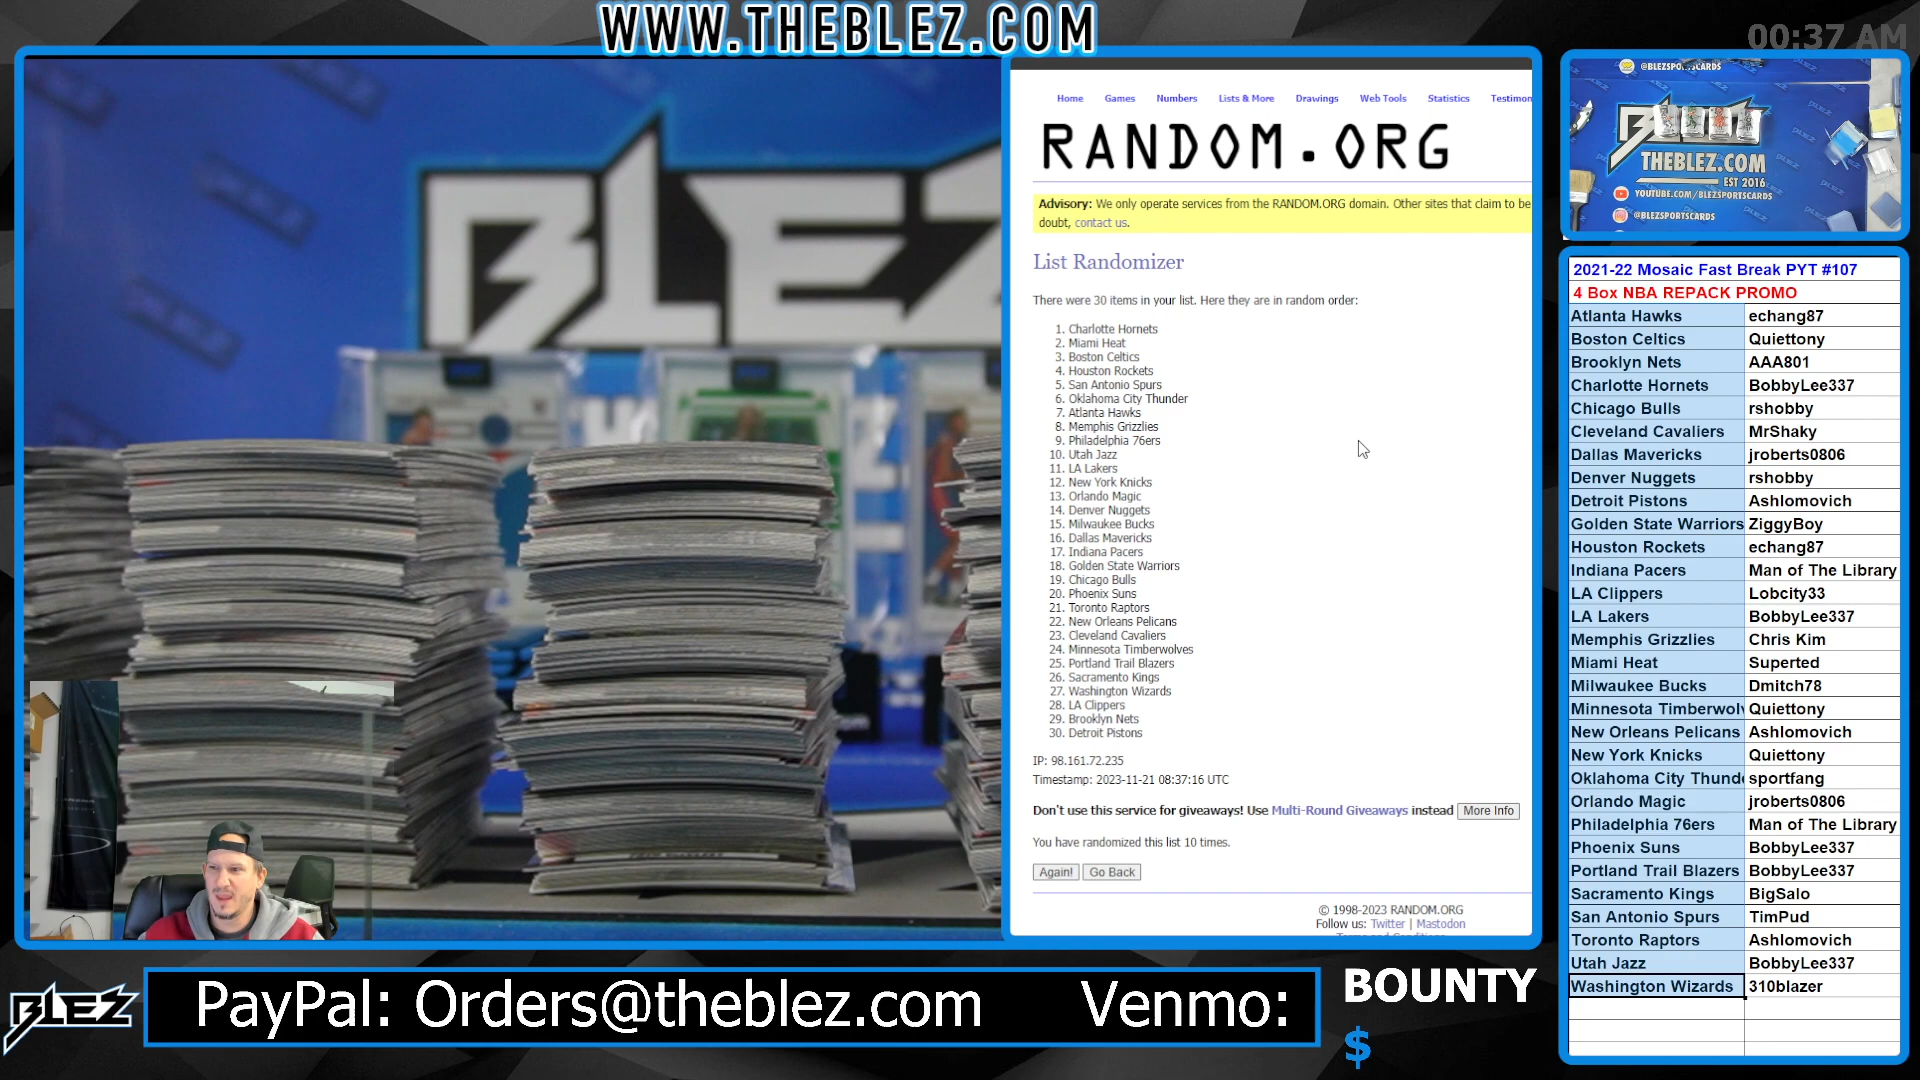 WWW.THEBLEZ.COM
00:37 AM
BLEZ
Home Games Numbers Lists & More Drawings Web Tools Statistics Testimon
RANDOM.ORG
Advisory: We only operate services from the RANDOM.ORG domain. Other sites that claim to be
doubt, contact us.
List Randomizer
There were 30 items in your list. Here they are in random order:
1. Charlotte Hornets
2. Miami Heat
3. Boston Celtics
4. Houston Rockets
5. San Antonio Spurs
6. Oklahoma City Thunder
7. Atlanta Hawks
8. Memphis Grizzlies
9. Philadelphia 76ers
10. Utah Jazz
11. LA Lakers
12. New York Knicks
13. Orlando Magic
14. Denver Nuggets
15. Milwaukee Bucks
16. Dallas Mavericks
17. Indiana Pacers
18. Golden State Warriors
19. Chicago Bulls
20. Phoenix Suns
21. Toronto Raptors
22. New Orleans Pelicans
23. Cleveland Cavaliers
24. Minnesota Timberwolves
25. Portland Trail Blazers
26. Sacramento Kings
27. Washington Wizards
28. LA Clippers
29. Brooklyn Nets
30. Detroit Pistons
IP: 98.161.72.235
Timestamp: 2023-11-21 08:37:16 UTC
Don't use this service for giveaways! Use Multi-Round Giveaways instead More Info
You have randomized this list 10 times.
Again! Go Back
© 1998-2023 RANDOM.ORG
Follow us: Twitter | Mastodon
THEBLEZ.COM
EST 2016
YOUTUBE.COM/BLEZSPORTSCARDS
@BLEZSPORTSCARDS
2021-22 Mosaic Fast Break PYT #107
4 Box NBA REPACK PROMO
Atlanta Hawks echang87
Boston Celtics Quiettony
Brooklyn Nets AAA801
Charlotte Hornets BobbyLee337
Chicago Bulls rshobby
Cleveland Cavaliers MrShaky
Dallas Mavericks jroberts0806
Denver Nuggets rshobby
Detroit Pistons Ashlomovich
Golden State Warriors ZiggyBoy
Houston Rockets echang87
Indiana Pacers Man of The Library
LA Clippers Lobcity33
LA Lakers BobbyLee337
Memphis Grizzlies Chris Kim
Miami Heat Superted
Milwaukee Bucks Dmitch78
Minnesota Timberwolv Quiettony
New Orleans Pelicans Ashlomovich
New York Knicks Quiettony
Oklahoma City Thunde sportfang
Orlando Magic jroberts0806
Philadelphia 76ers Man of The Library
Phoenix Suns BobbyLee337
Portland Trail Blazers BobbyLee337
Sacramento Kings BigSalo
San Antonio Spurs TimPud
Toronto Raptors Ashlomovich
Utah Jazz BobbyLee337
Washington Wizards 310blazer
BLEZ
PayPal: Orders@theblez.com Venmo:
BOUNTY
$